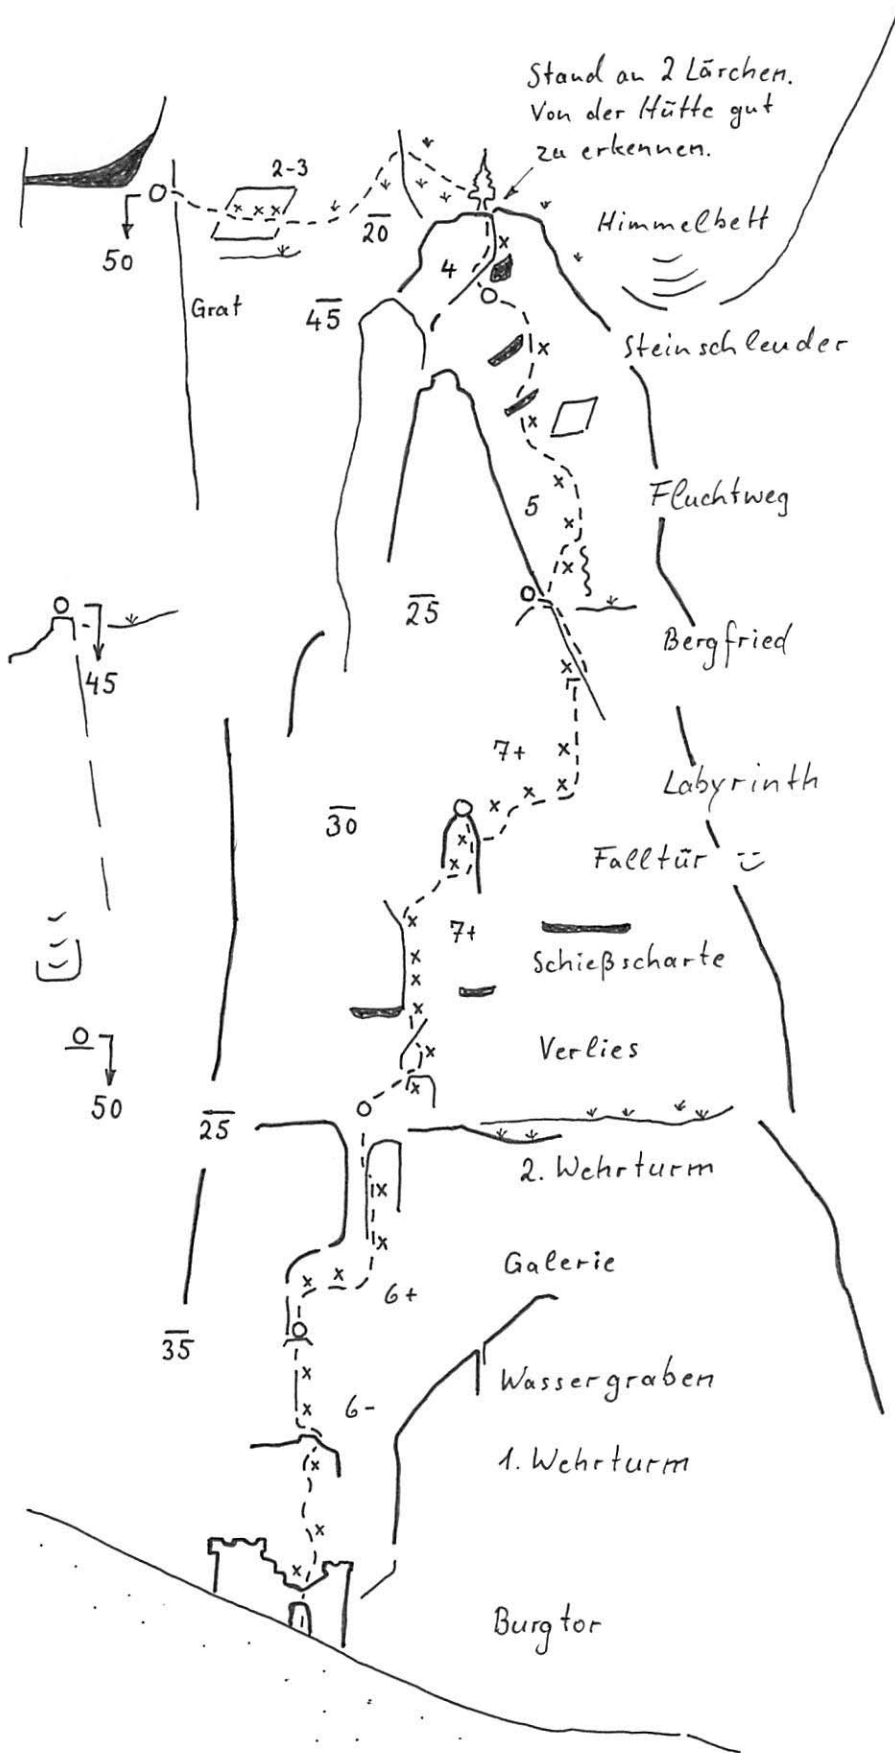 Stand an 2 Lärchen.
Von der Hütte gut
zu erkennen.
2-3
20
50
Himmelbett
4
Grat
45
Steinschleuder
Fluchtweg
5
25
Bergfried
45
7+
Labyrinth
30
Falltür
7+
Schießscharte
Verlies
50
25
2. Wehrturm
Galerie
6+
35
Wassergraben
6-
1. Wehrturm
Burgtor